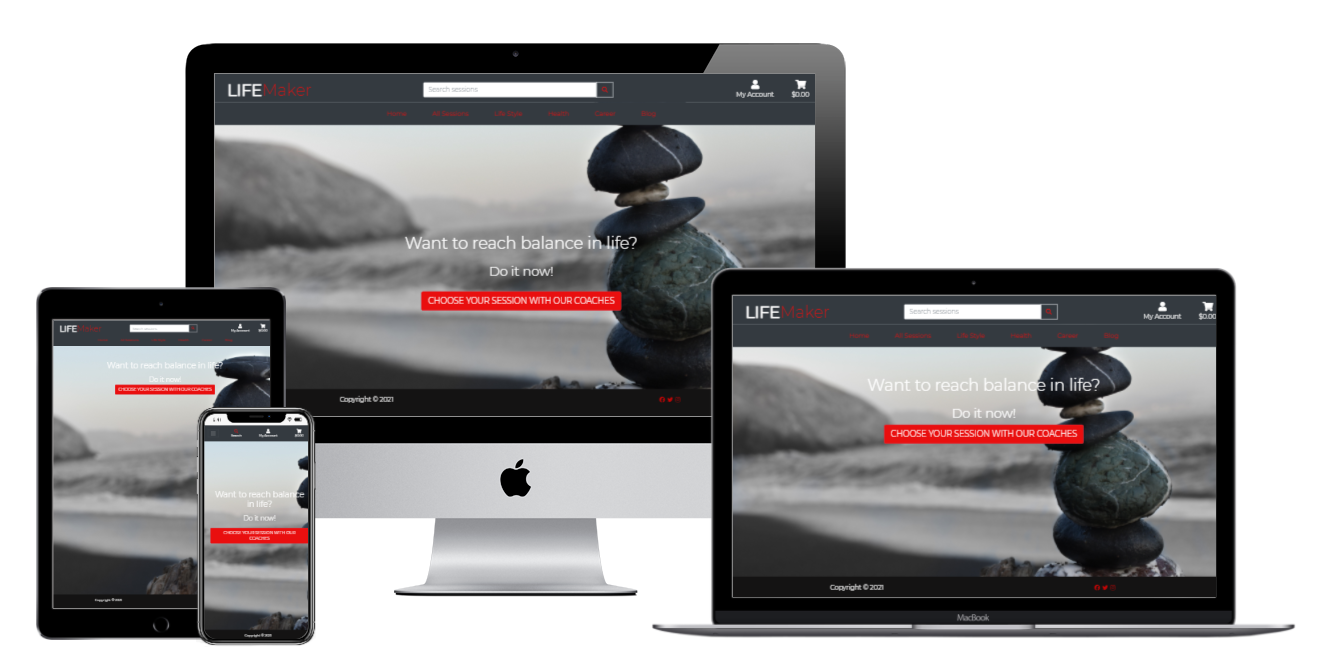 LIFEMaker
Search sessions
My Account
$0.00
Home All Sessions Life Style Health Career Blog
Want to reach balance in life?
Do it now!
CHOOSE YOUR SESSION WITH OUR COACHES
Copyright © 2021
LIFEMaker
Search sessions
My Account
$0.00
Want to reach balance in life?
Do it now!
CHOOSE YOUR SESSION WITH OUR COACHES
Copyright © 2021
Search
My Account
$0.00
Want to reach balance
in life?
Do it now!
CHOOSE YOUR SESSION WITH OUR
COACHES
Copyright © 2021
LIFEMaker
Search sessions
My Account
$0.00
Home All Sessions Life Style Health Career Blog
Want to reach balance in life?
Do it now!
CHOOSE YOUR SESSION WITH OUR COACHES
Copyright © 2021
MacBook